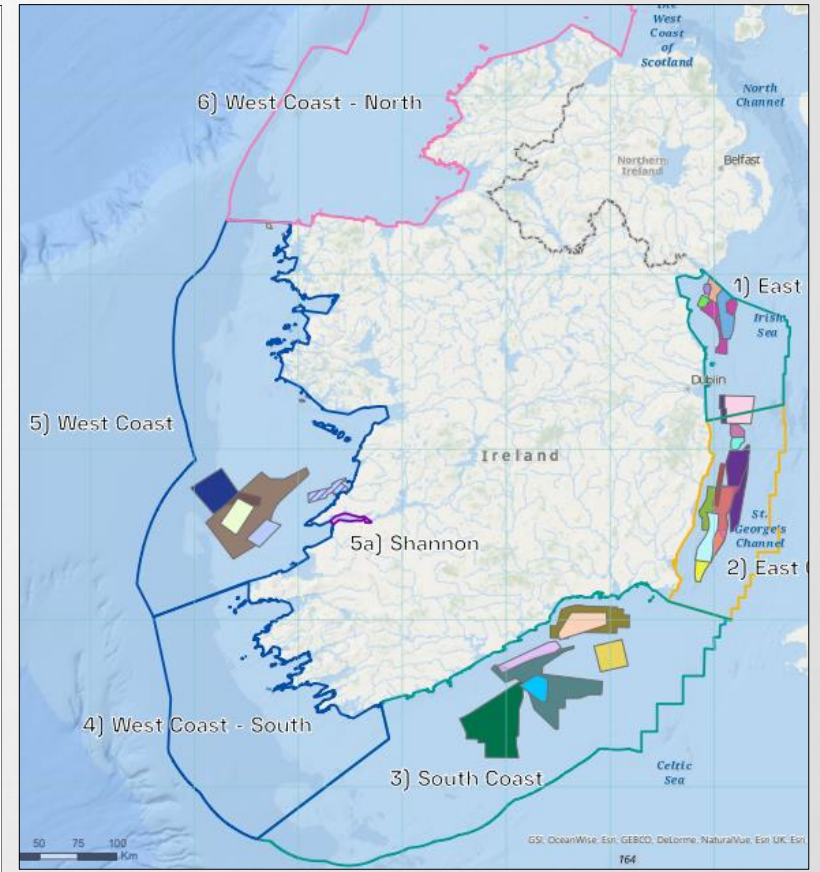 the
West
Coast
of
Scotland
6) West Coast - North
North
Channel
Northern
Ireland
Belfast
1) East
Irish
Sea
Dublin
5) West Coast
Ireland
St.
George's
Channel
5a) Shannon
2) East
4) West Coast - South
3) South Coast
Celtic
Sea
50 75 100
Km
GSI, OceanWise, Esri, GEBCO, DeLorme, NaturalVue, Esri UK, Esri
164